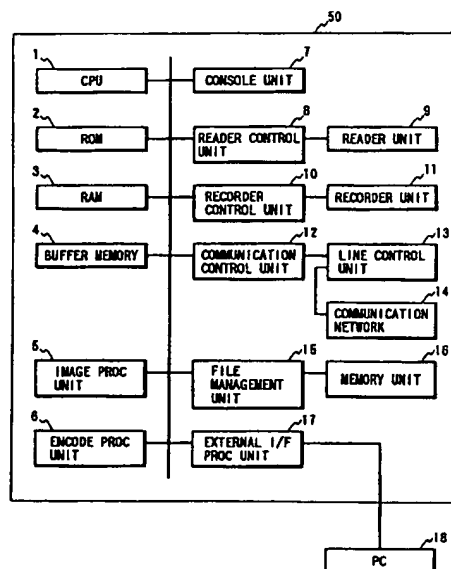 50
1
CPU
7
CONSOLE UNIT
2
ROM
8
READER CONTROL
UNIT
9
READER UNIT
3
RAM
10
RECORDER
CONTROL UNIT
11
RECORDER UNIT
4
BUFFER MEMORY
12
COMMUNICATION
CONTROL UNIT
13
LINE CONTROL
UNIT
14
COMMUNICATION
NETWORK
5
IMAGE PROC
UNIT
15
FILE
MANAGEMENT
UNIT
16
MEMORY UNIT
6
ENCODE PROC
UNIT
17
EXTERNAL I/F
PROC UNIT
18
PC